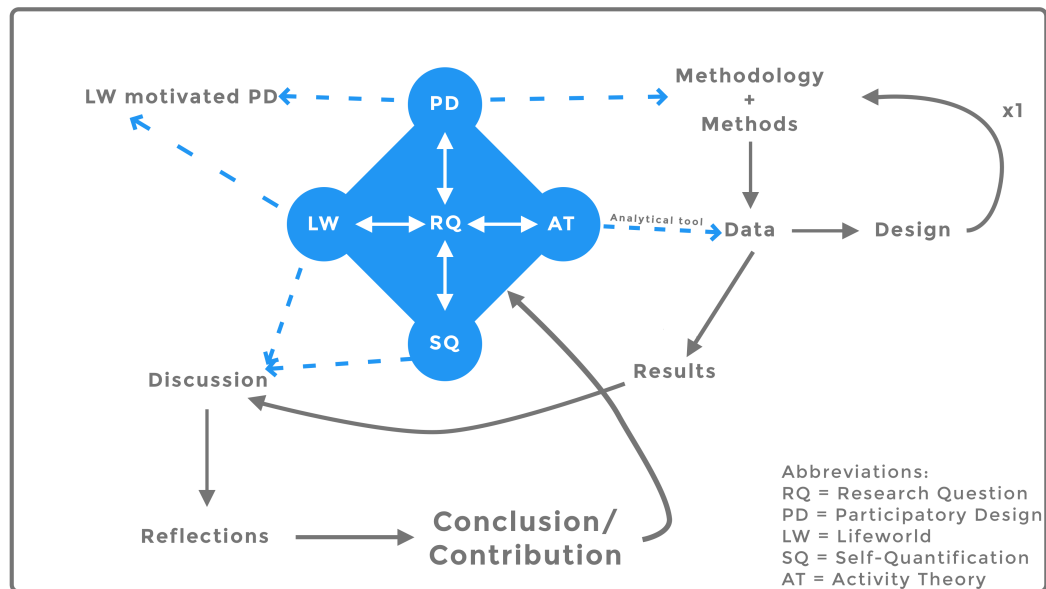 LW motivated PD
PD
Methodology
+
Methods
x1
LW
RQ
AT
Analytical tool
Data
Design
SQ
Discussion
Results
Reflections
Conclusion/
Contribution
Abbreviations:
RQ = Research Question
PD = Participatory Design
LW = Lifeworld
SQ = Self-Quantification
AT = Activity Theory